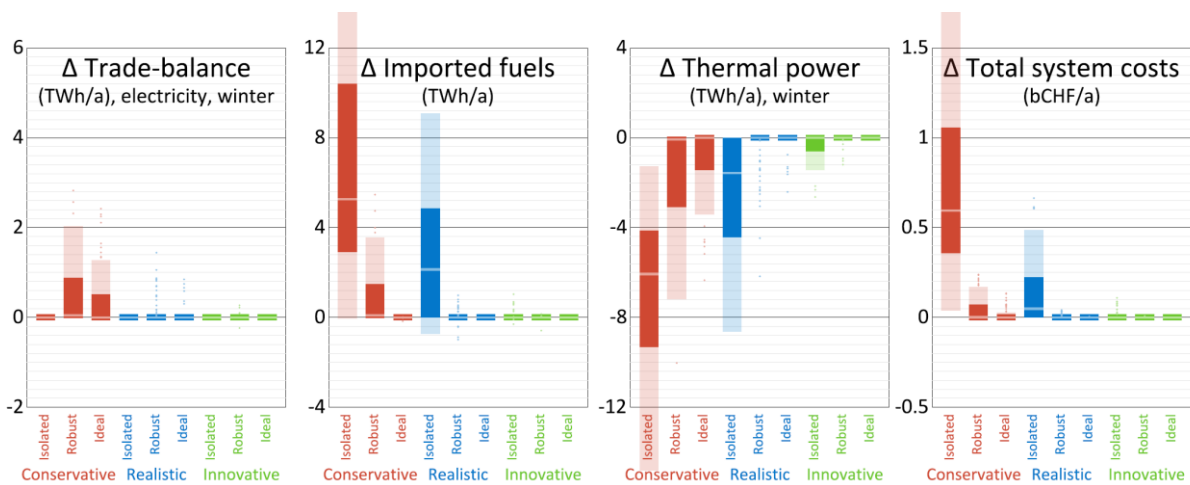 Δ Trade-balance
(TWh/a), electricity, winter
6
4
2
0
-2
Isolated
Robust
Ideal
Isolated
Robust
Ideal
Isolated
Robust
Ideal
Conservative Realistic Innovative
Δ Imported fuels
(TWh/a)
12
8
4
0
-4
Isolated
Robust
Ideal
Isolated
Robust
Ideal
Isolated
Robust
Ideal
Conservative Realistic Innovative
Δ Thermal power
(TWh/a), winter
4
0
-4
-8
-12
Isolated
Robust
Ideal
Isolated
Robust
Ideal
Isolated
Robust
Ideal
Conservative Realistic Innovative
Δ Total system costs
(bCHF/a)
1.5
1
0.5
0
-0.5
Isolated
Robust
Ideal
Isolated
Robust
Ideal
Isolated
Robust
Ideal
Conservative Realistic Innovative